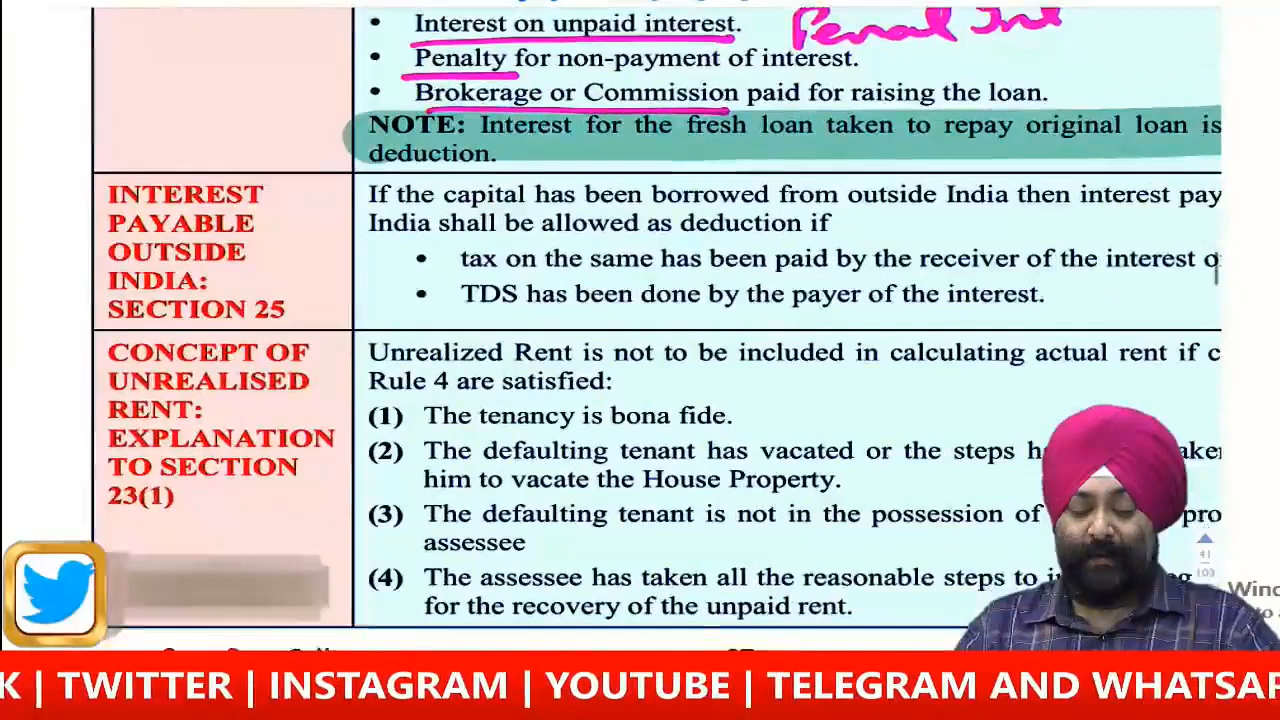 • Interest on unpaid interest.
Penal Int
• Penalty for non-payment of interest.
• Brokerage or Commission paid for raising the loan.
NOTE: Interest for the fresh loan taken to repay original loan is
deduction.
INTEREST
PAYABLE
OUTSIDE
INDIA:
SECTION 25
If the capital has been borrowed from outside India then interest pay
India shall be allowed as deduction if
• tax on the same has been paid by the receiver of the interest
• TDS has been done by the payer of the interest.
CONCEPT OF
UNREALISED
RENT:
EXPLANATION
TO SECTION
23(1)
Unrealized Rent is not to be included in calculating actual rent if c
Rule 4 are satisfied:
(1) The tenancy is bona fide.
(2) The defaulting tenant has vacated or the steps
him to vacate the House Property.
(3) The defaulting tenant is not in the possession of pro
assessee
(4) The assessee has taken all the reasonable steps to
for the recovery of the unpaid rent.
41
103
Wind
K | TWITTER | INSTAGRAM | YOUTUBE | TELEGRAM AND WHATSAP